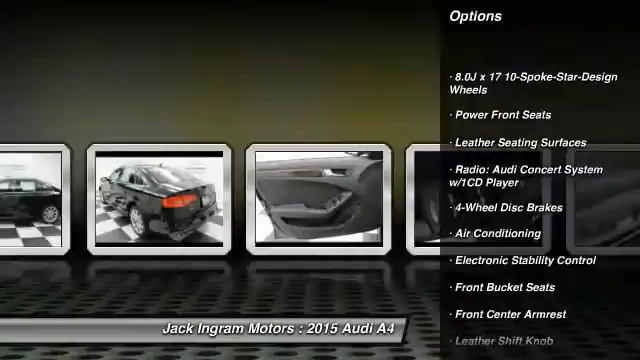 Options
· 8.0J x 17 10-Spoke-Star-Design
Wheels
· Power Front Seats
· Leather Seating Surfaces
· Radio: Audi Concert System
w/1CD Player
· 4-Wheel Disc Brakes
· Air Conditioning
· Electronic Stability Control
· Front Bucket Seats
· Front Center Armrest
· Leather Shift Knob
Jack Ingram Motors : 2015 Audi A4